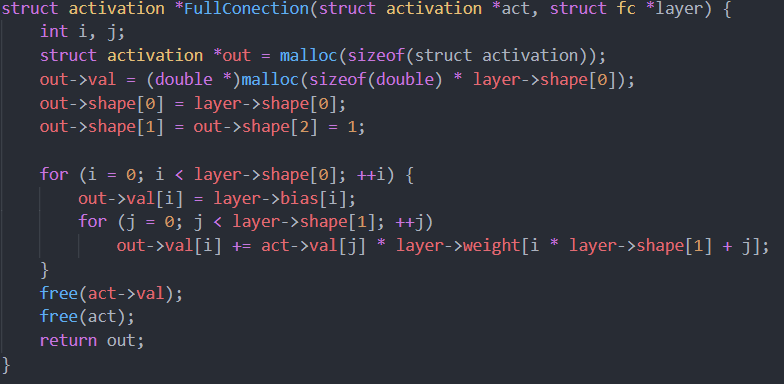 struct activation *FullConection(struct activation *act, struct fc *layer) {
    int i, j;
    struct activation *out = malloc(sizeof(struct activation));
    out->val = (double *)malloc(sizeof(double) * layer->shape[0]);
    out->shape[0] = layer->shape[0];
    out->shape[1] = out->shape[2] = 1;

    for (i = 0; i < layer->shape[0]; ++i) {
        out->val[i] = layer->bias[i];
        for (j = 0; j < layer->shape[1]; ++j)
            out->val[i] += act->val[j] * layer->weight[i * layer->shape[1] + j];
    }
    free(act->val);
    free(act);
    return out;
}